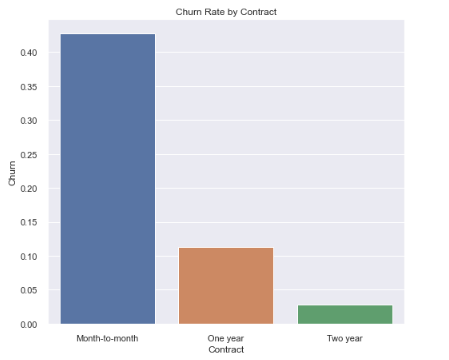 Churn Rate by Contract
0.40
0.35
0.30
0.25
0.20
0.15
0.10
0.05
0.00
Churn
Month-to-month One year Two year
Contract